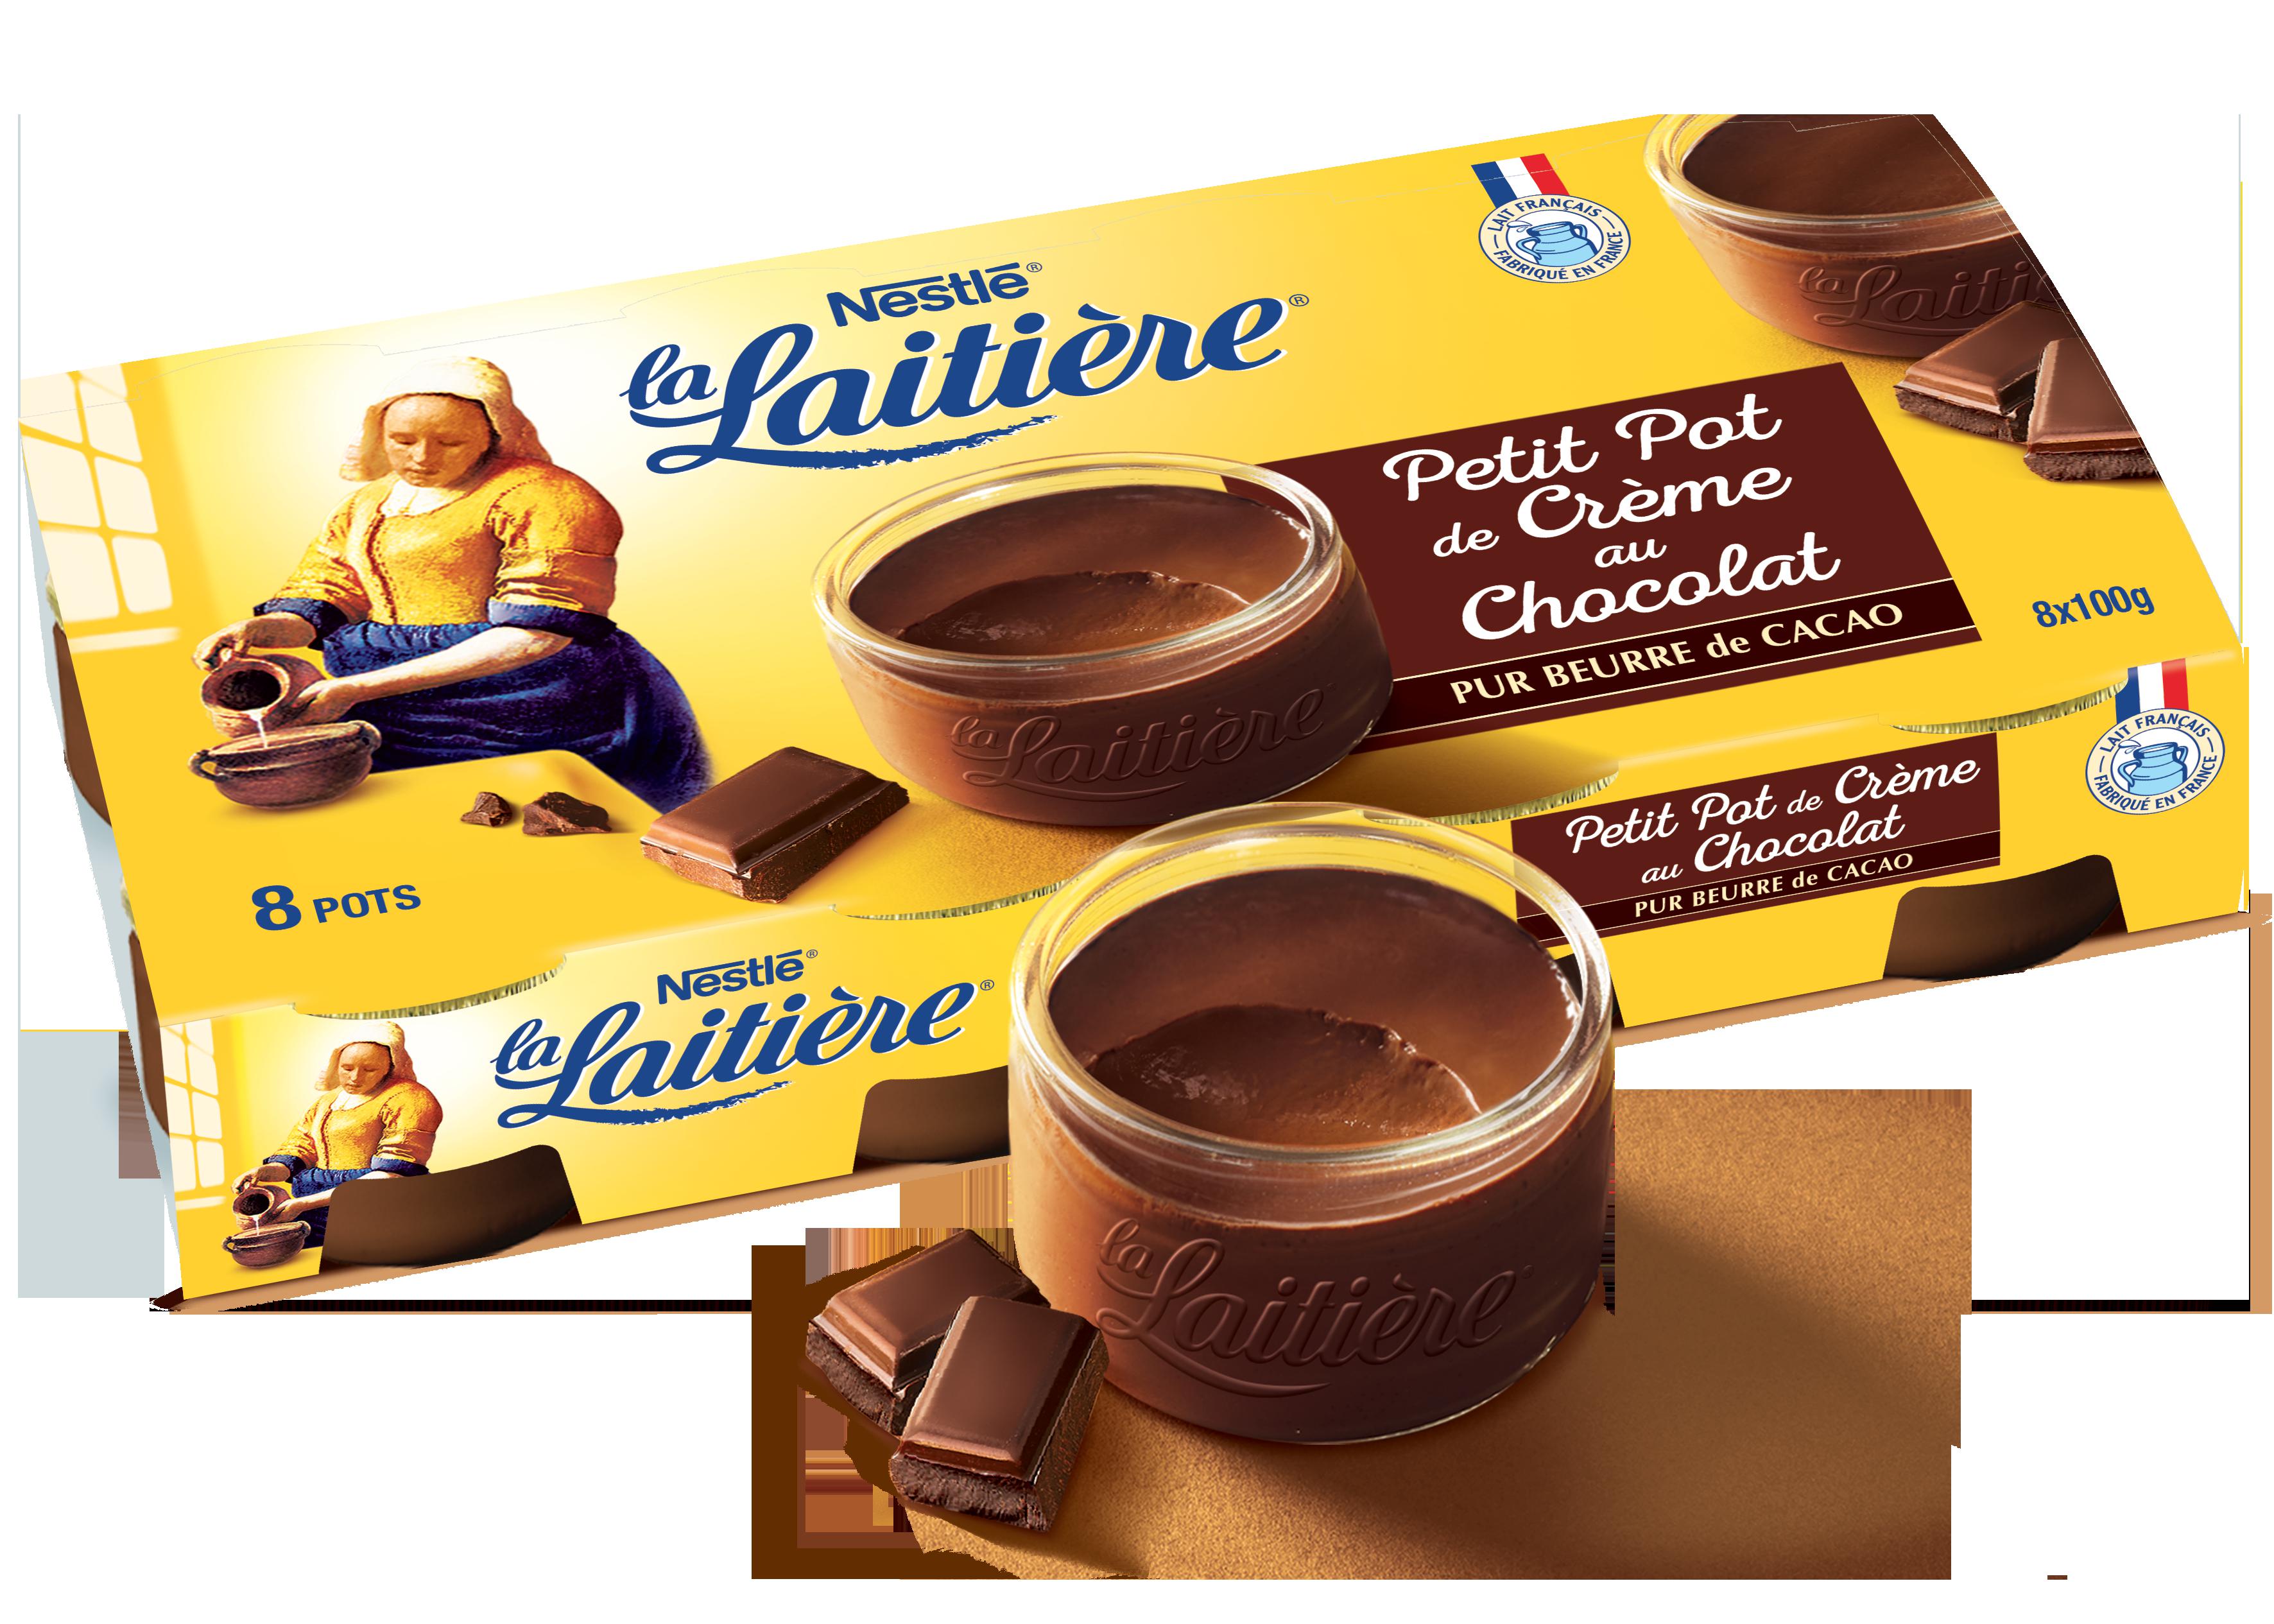 Nestlé®
la Laitière®
LAIT FRANÇAIS
FABRIQUÉ EN FRANCE
la Laiti
Petit Pot
de Crème
au
Chocolat
PUR BEURRE de CACAO
8x100g
la Laitière
8 POTS
LAIT FRANÇAIS
FABRIQUÉ EN FRANCE
Petit Pot de Crème
au Chocolat
PUR BEURRE de CACAO
Nestlé®
la Laitière®
la Laitière